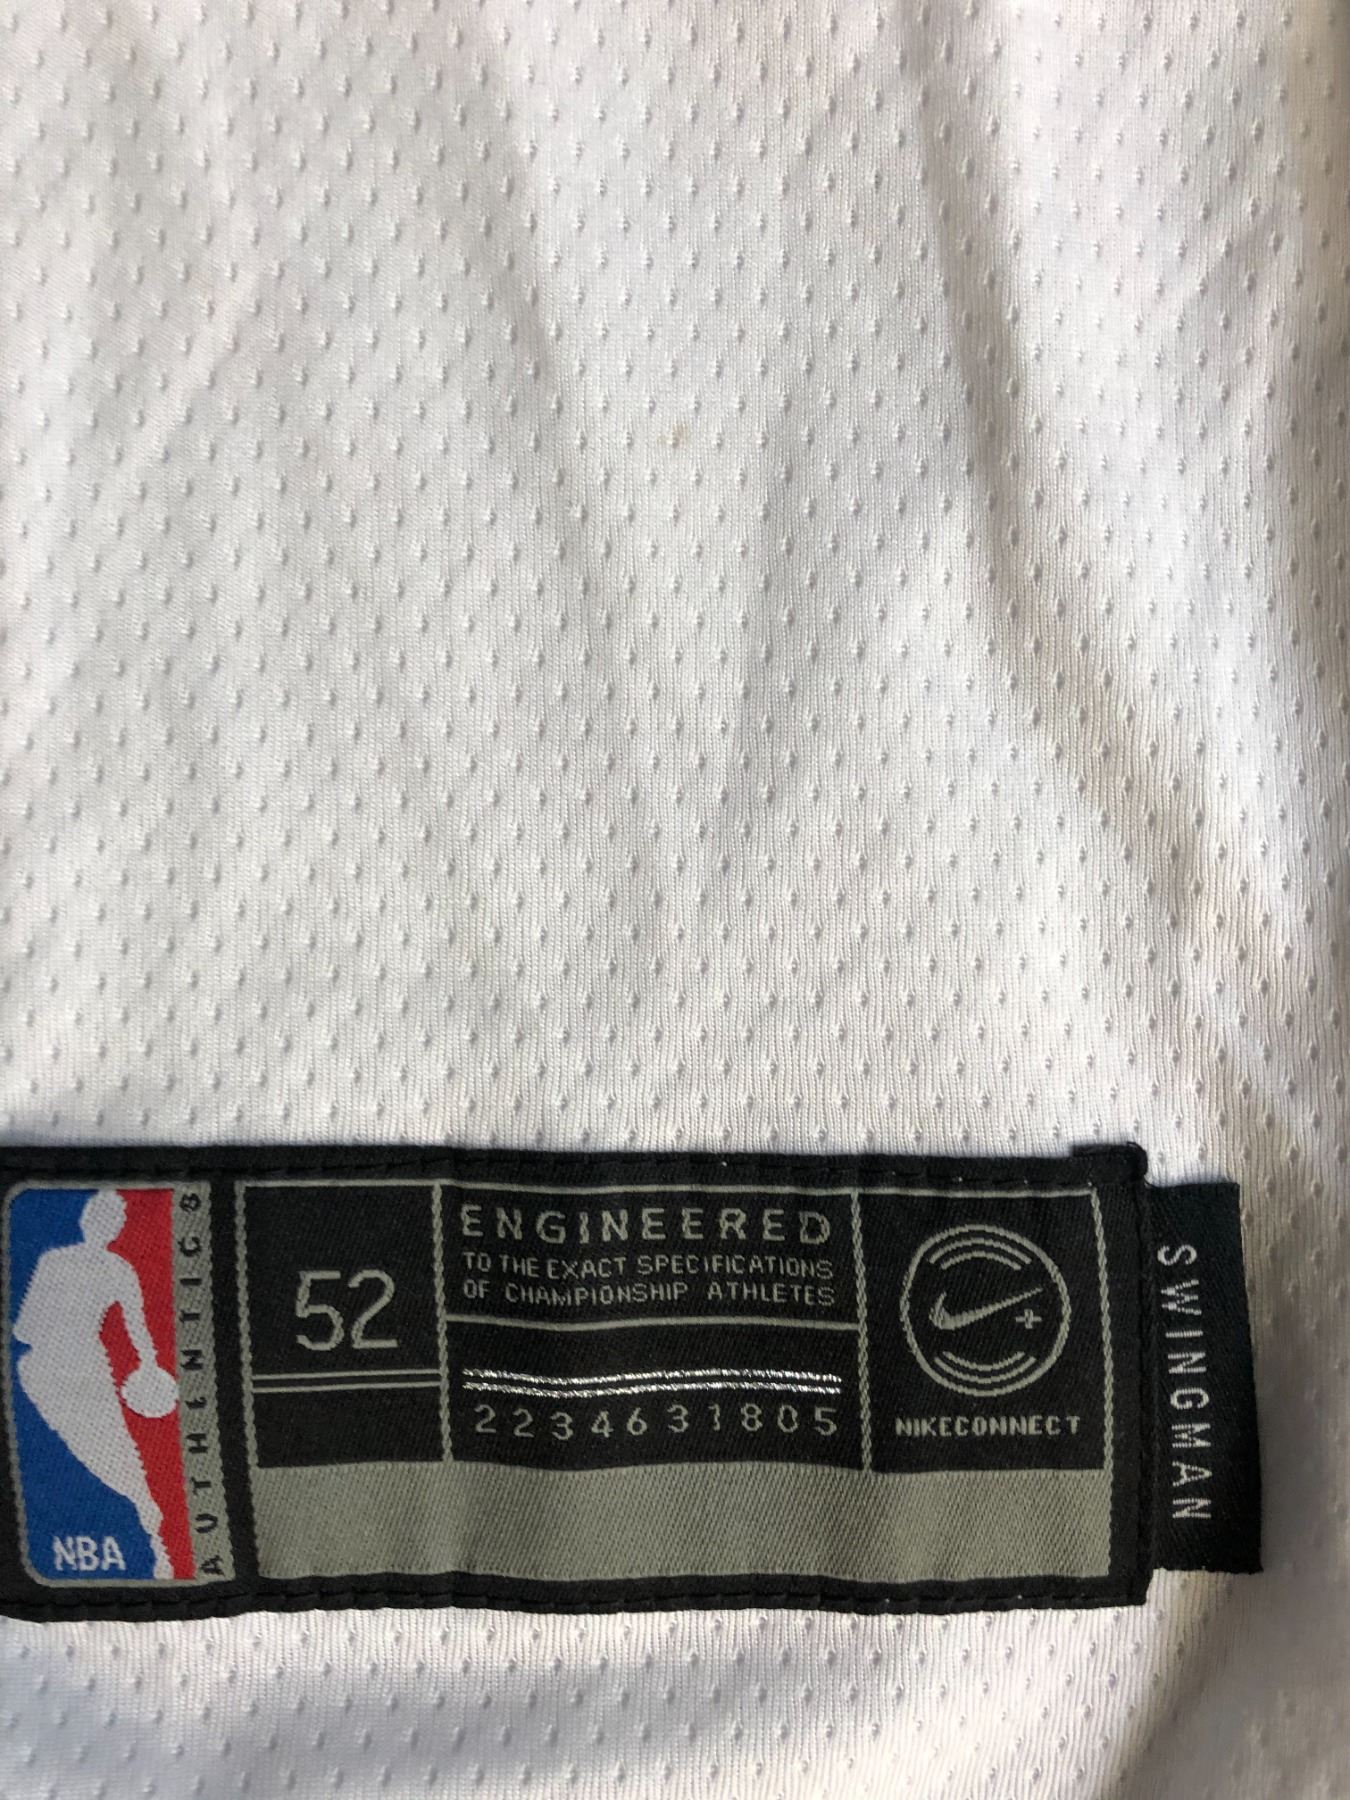 NBA
AUTHENTICS
52
ENGINEERED
TO THE EXACT SPECIFICATIONS
OF CHAMPIONSHIP ATHLETES
2234631805
NIKECONNECT
SWINGMAN